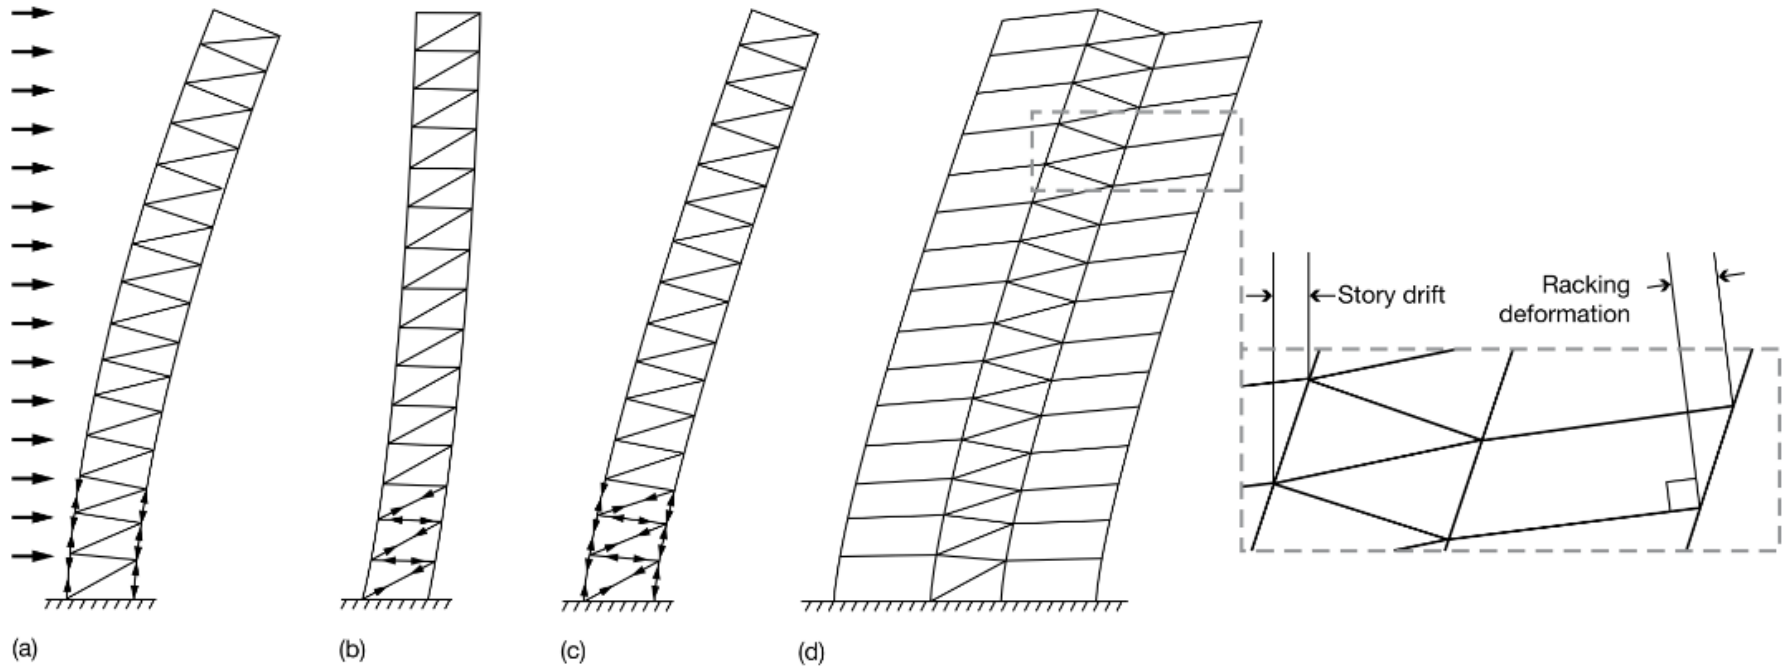 Story drift
Racking
deformation
(a)
(b)
(c)
(d)